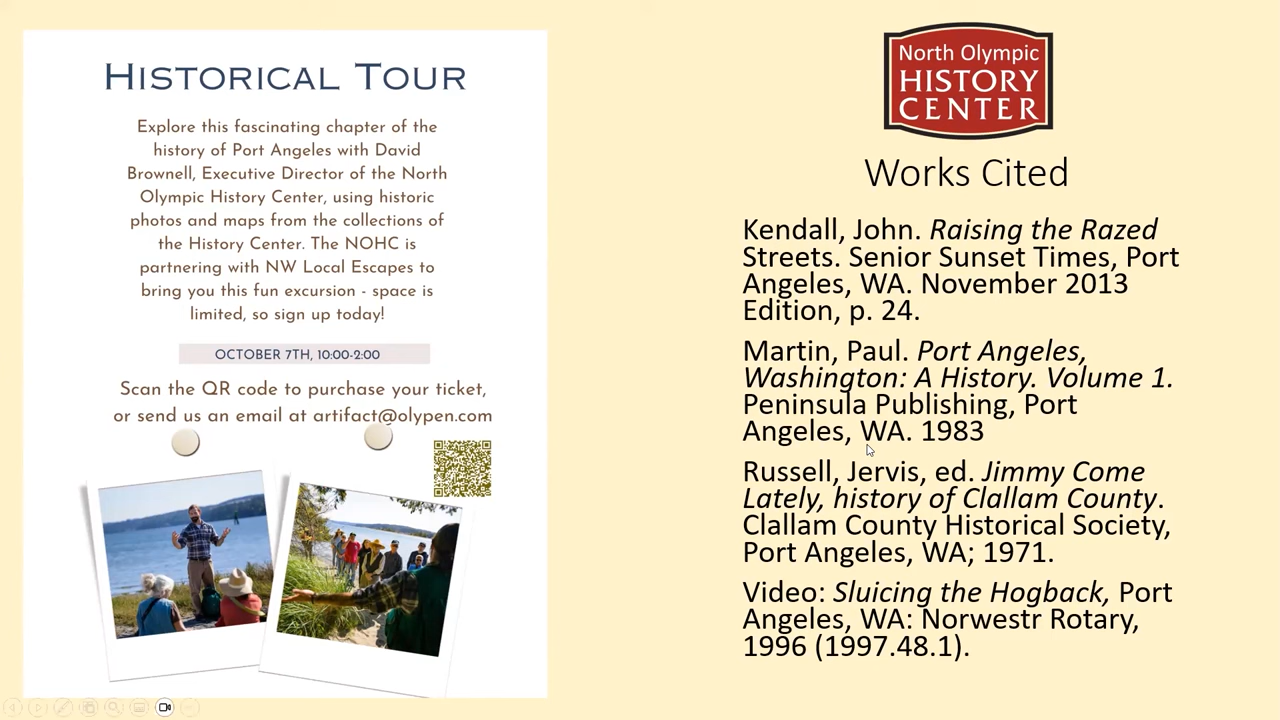 HISTORICAL TOUR
Explore this fascinating chapter of the
history of Port Angeles with David
Brownell, Executive Director of the North
Olympic History Center, using historic
photos and maps from the collections of
the History Center. The NOHC is
partnering with NW Local Escapes to
bring you this fun excursion - space is
limited, so sign up today!
OCTOBER 7TH, 10:00-2:00
Scan the QR code to purchase your ticket,
or send us an email at artifact@olypen.com
North Olympic
HISTORY
CENTER
Works Cited
Kendall, John. Raising the Razed
Streets. Senior Sunset Times, Port
Angeles, WA. November 2013
Edition, p. 24.
Martin, Paul. Port Angeles,
Washington: A History. Volume 1.
Peninsula Publishing, Port
Angeles, WA. 1983
Russell, Jervis, ed. Jimmy Come
Lately, history of Clallam County.
Clallam County Historical Society,
Port Angeles, WA; 1971.
Video: Sluicing the Hogback, Port
Angeles, WA: Norwestr Rotary,
1996 (1997.48.1).